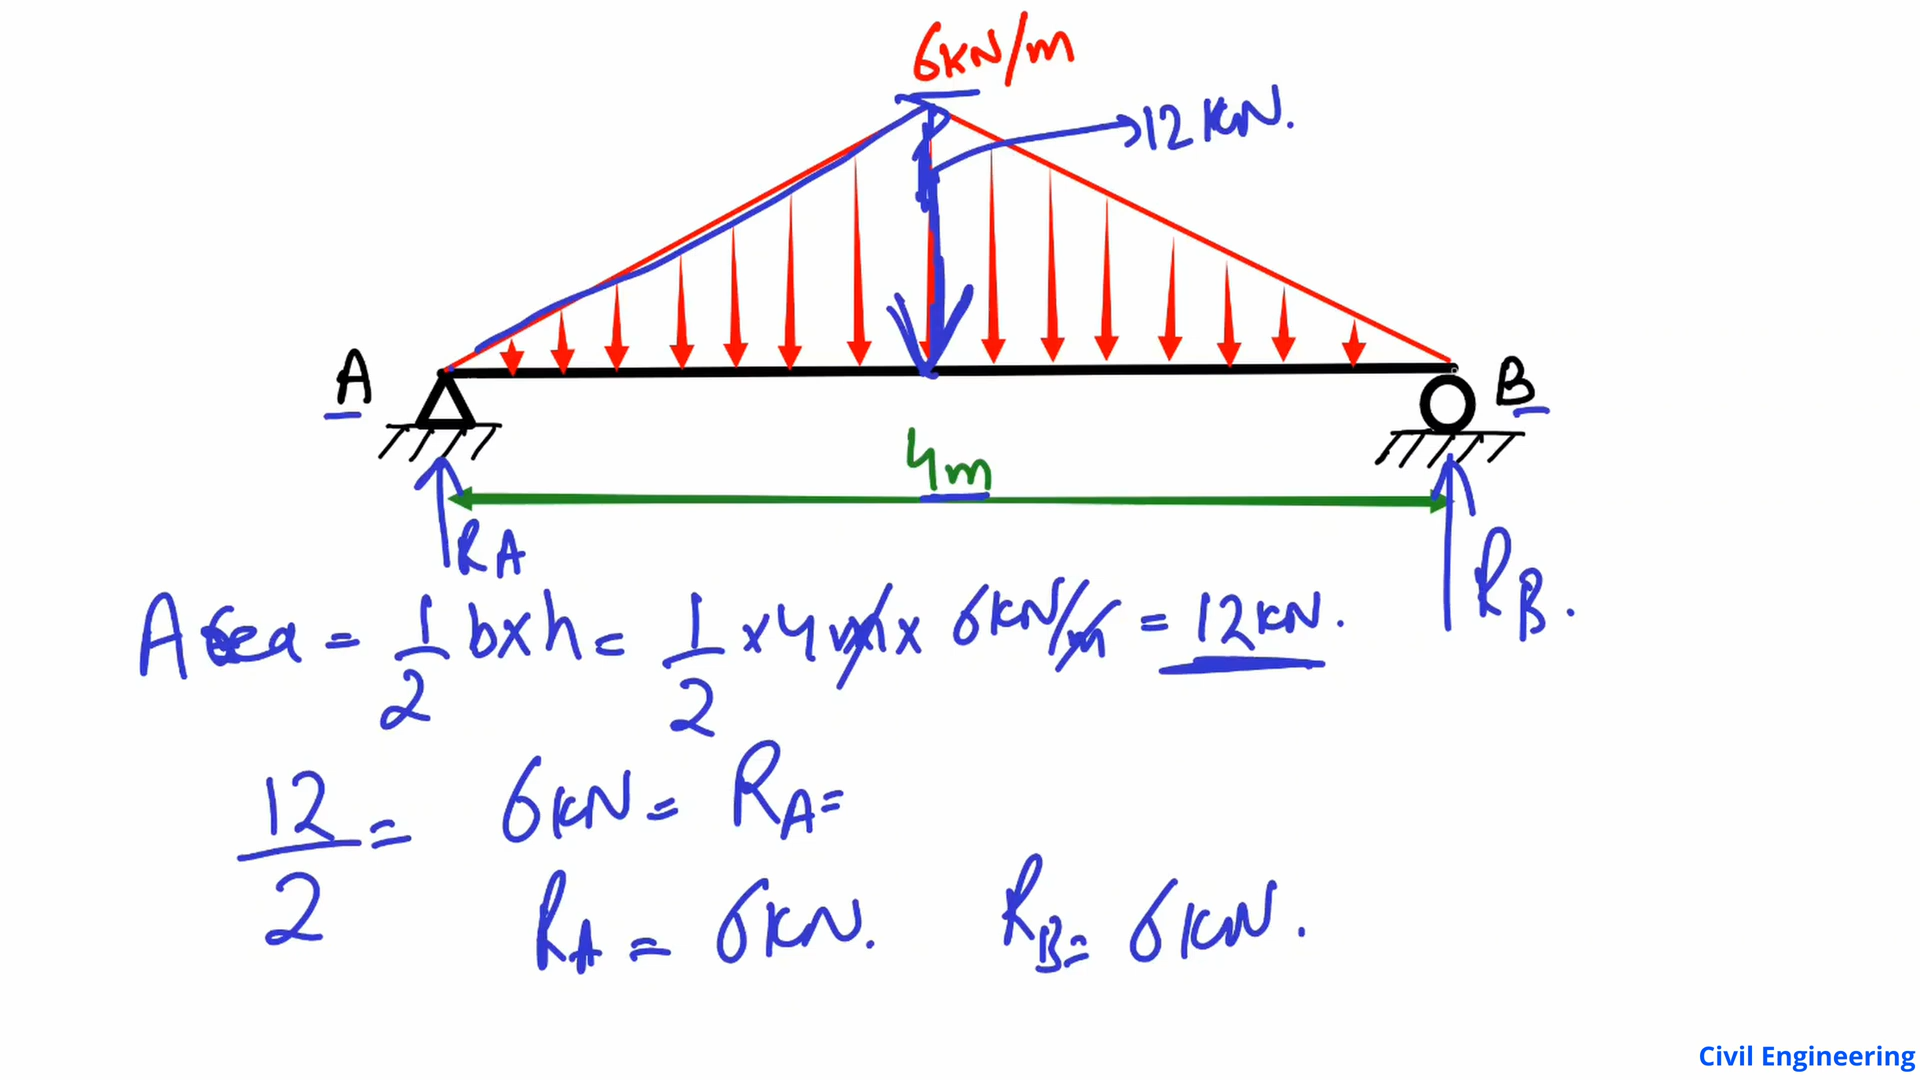 6KN/m
12 KN.
A
B
4m
RA
RB.
Area = 1/2 b×h = 1/2 ×4m× 6KN/m = 12KN.
12/2 = 6KN = RA=
RA = 6KN. RB= 6KN.
Civil Engineering